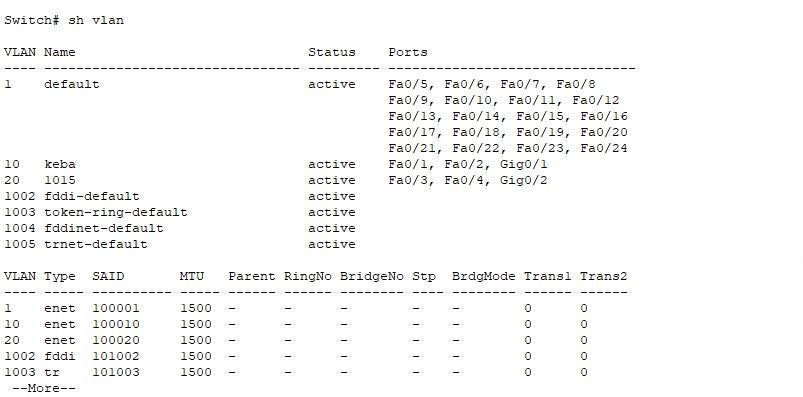 Switch# sh vlan
VLAN Name                             Status    Ports
---- -------------------------------- --------- -------------------------------
1    default                          active    Fa0/5, Fa0/6, Fa0/7, Fa0/8
                                                Fa0/9, Fa0/10, Fa0/11, Fa0/12
                                                Fa0/13, Fa0/14, Fa0/15, Fa0/16
                                                Fa0/17, Fa0/18, Fa0/19, Fa0/20
                                                Fa0/21, Fa0/22, Fa0/23, Fa0/24
10   keba                             active    Fa0/1, Fa0/2, Gig0/1
20   1015                             active    Fa0/3, Fa0/4, Gig0/2
1002 fddi-default                     active
1003 token-ring-default               active
1004 fddinet-default                  active
1005 trnet-default                    active
VLAN Type  SAID       MTU   Parent RingNo BridgeNo Stp  BrdgMode Trans1 Trans2
---- ----- ---------- ----- ------ ------ -------- ---- -------- ------ ------
1    enet  100001     1500  -      -      -        -    -        0      0
10   enet  100010     1500  -      -      -        -    -        0      0
20   enet  100020     1500  -      -      -        -    -        0      0
1002 fddi  101002     1500  -      -      -        -    -        0      0
1003 tr    101003     1500  -      -      -        -    -        0      0
 --More--